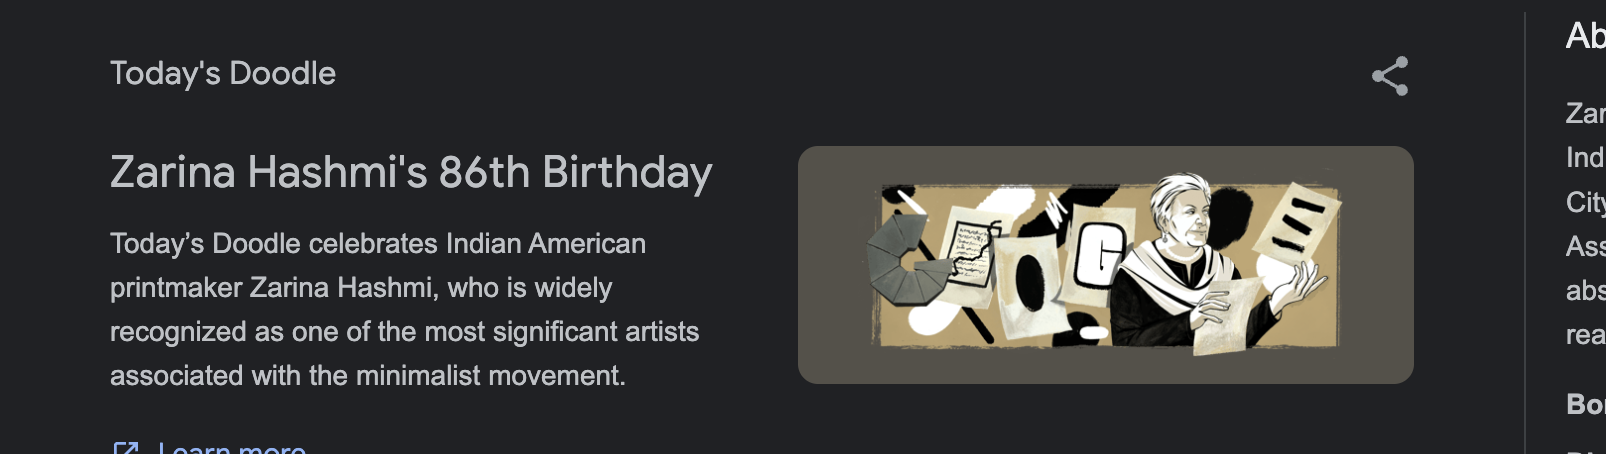 Today's Doodle
Zarina Hashmi's 86th Birthday
Today’s Doodle celebrates Indian American
printmaker Zarina Hashmi, who is widely
recognized as one of the most significant artists
associated with the minimalist movement.
Learn more
G
Ab
Zar
Ind
City
Ass
abs
rea
Bor